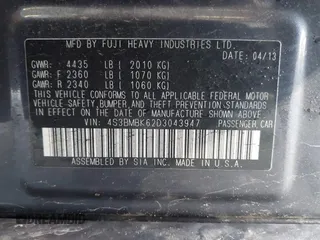 MFD. BY FUJI HEAVY INDUSTRIES LTD.
DATE: 04/13
GVWR: 4435 LB ( 2010 KG)
GAWR: F 2360 LB ( 1070 KG)
GAWR: R 2340 LB ( 1060 KG)
THIS VEHICLE CONFORMS TO ALL APPLICABLE FEDERAL MOTOR
VEHICLE SAFETY, BUMPER, AND THEFT PREVENTION STANDARDS
IN EFFECT ON THE DATE OF MANUFACTURE SHOWN ABOVE.
VIN: 4S3BMBK62D3043947 PASSENGER CAR
ASSEMBLED BY SIA INC. MADE IN U.S.A.